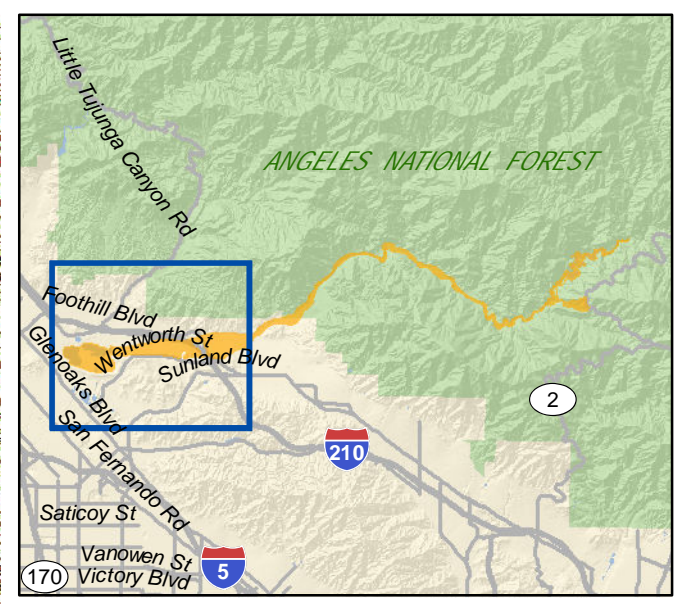 Little Tujunga Canyon Rd
ANGELES NATIONAL FOREST
Foothill Blvd
Wentworth St
Glenoaks Blvd
Sunland Blvd
2
San Fernando Rd
210
Saticoy St
Vanowen St
170
Victory Blvd
5